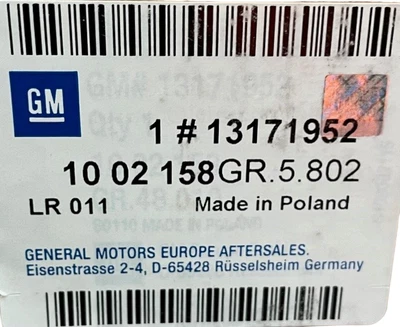 GM
1 # 13171952
10 02 158GR.5.802
LR 011 Made in Poland
GENERAL MOTORS EUROPE AFTERSALES.
Eisenstrasse 2-4, D-65428 Rüsselsheim Germany